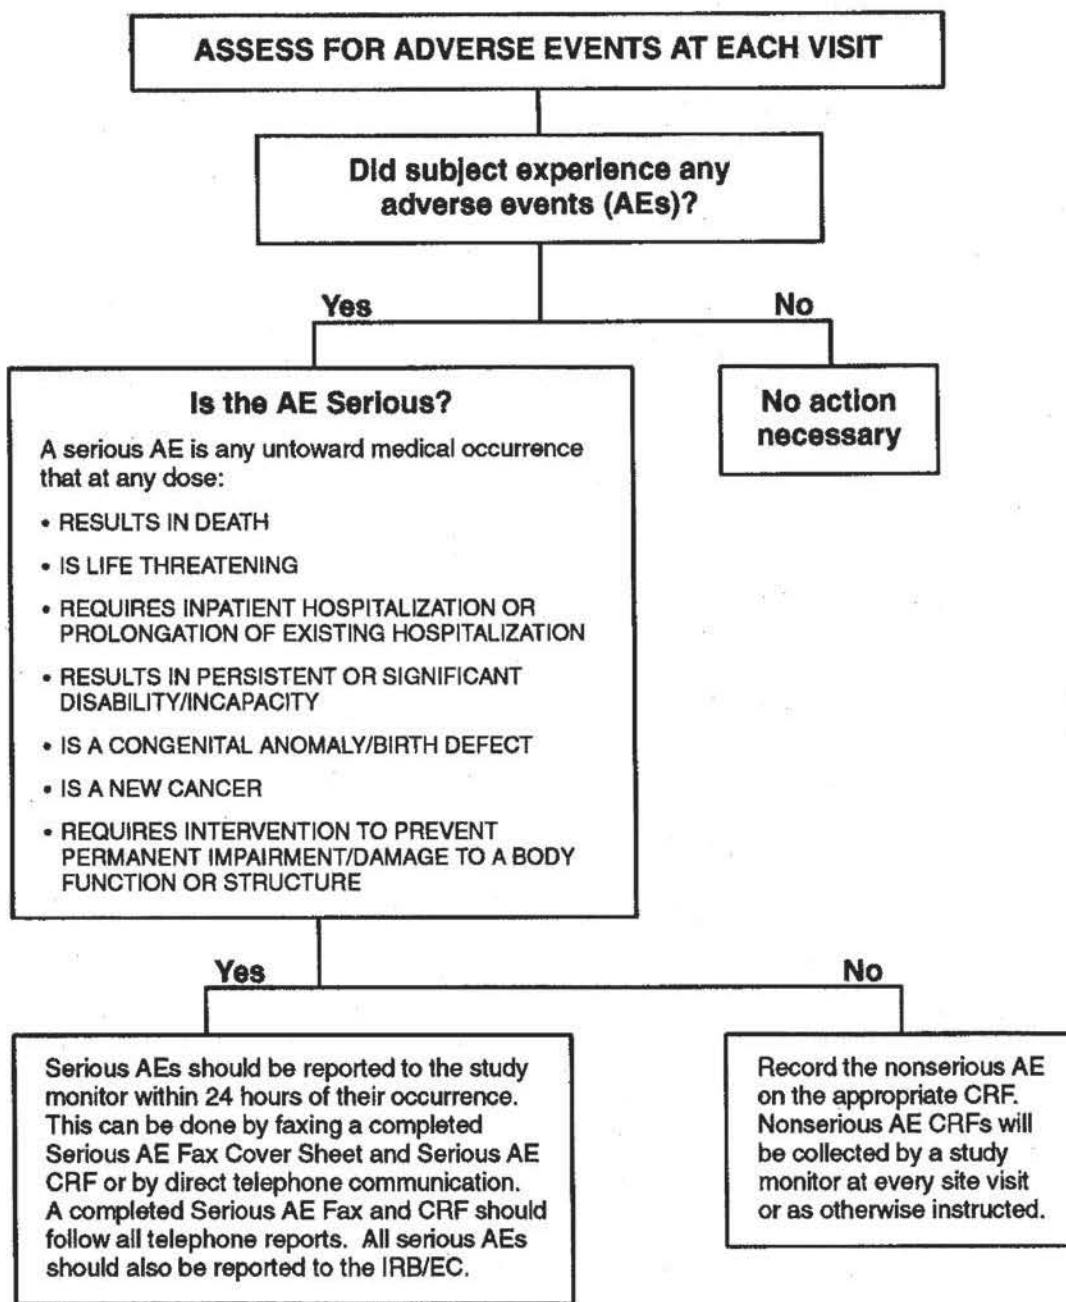 ASSESS FOR ADVERSE EVENTS AT EACH VISIT
Did subject experience any
adverse events (AEs)?
Yes
No
Is the AE Serious?
A serious AE is any untoward medical occurrence
that at any dose:
• RESULTS IN DEATH
• IS LIFE THREATENING
• REQUIRES INPATIENT HOSPITALIZATION OR
PROLONGATION OF EXISTING HOSPITALIZATION
• RESULTS IN PERSISTENT OR SIGNIFICANT
DISABILITY/INCAPACITY
• IS A CONGENITAL ANOMALY/BIRTH DEFECT
• IS A NEW CANCER
• REQUIRES INTERVENTION TO PREVENT
PERMANENT IMPAIRMENT/DAMAGE TO A BODY
FUNCTION OR STRUCTURE
No action
necessary
Yes
No
Serious AEs should be reported to the study
monitor within 24 hours of their occurrence.
This can be done by faxing a completed
Serious AE Fax Cover Sheet and Serious AE
CRF or by direct telephone communication.
A completed Serious AE Fax and CRF should
follow all telephone reports. All serious AEs
should also be reported to the IRB/EC.
Record the nonserious AE
on the appropriate CRF.
Nonserious AE CRFs will
be collected by a study
monitor at every site visit
or as otherwise instructed.